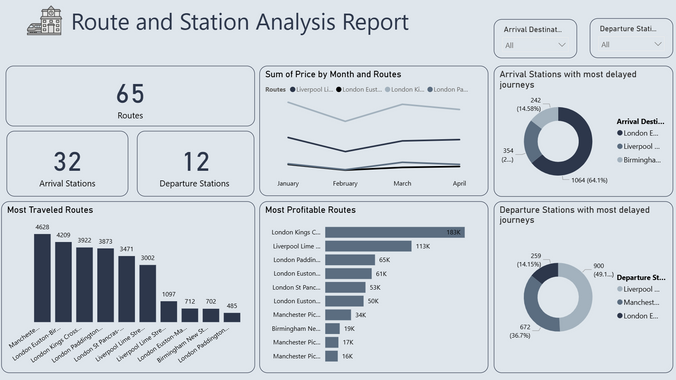 Route and Station Analysis Report
Arrival Destinat...
All
Departure Stati...
All
65
Routes
32
Arrival Stations
12
Departure Stations
Sum of Price by Month and Routes
Routes Liverpool Li... London Eust... London Ki... London Pa...
January February March April
Arrival Stations with most delayed
journeys
242
(14.58%)
354
(2...)
1064 (64.1%)
Arrival Desti...
London E...
Liverpool ...
Birmingha...
Most Traveled Routes
4628
4209
3922
3873
3471
3002
1097
712
702
485
Mancheste...
London Euston-Bir...
London Kings Cross...
London Paddington...
London St Pancras-...
Liverpool Lime Stre...
Liverpool Lime Stre...
London Euston-Ma...
Birmingham New St...
London Paddington...
Most Profitable Routes
London Kings C... 183K
Liverpool Lime ... 113K
London Paddin... 65K
London Euston... 61K
London St Panc... 53K
London Euston... 50K
Manchester Pic... 34K
Birmingham Ne... 19K
Manchester Pic... 17K
Manchester Pic... 16K
Departure Stations with most delayed
journeys
259
(14.15%)
900
(49.1...)
672
(36.7%)
Departure St...
Liverpool ...
Manchest...
London E...